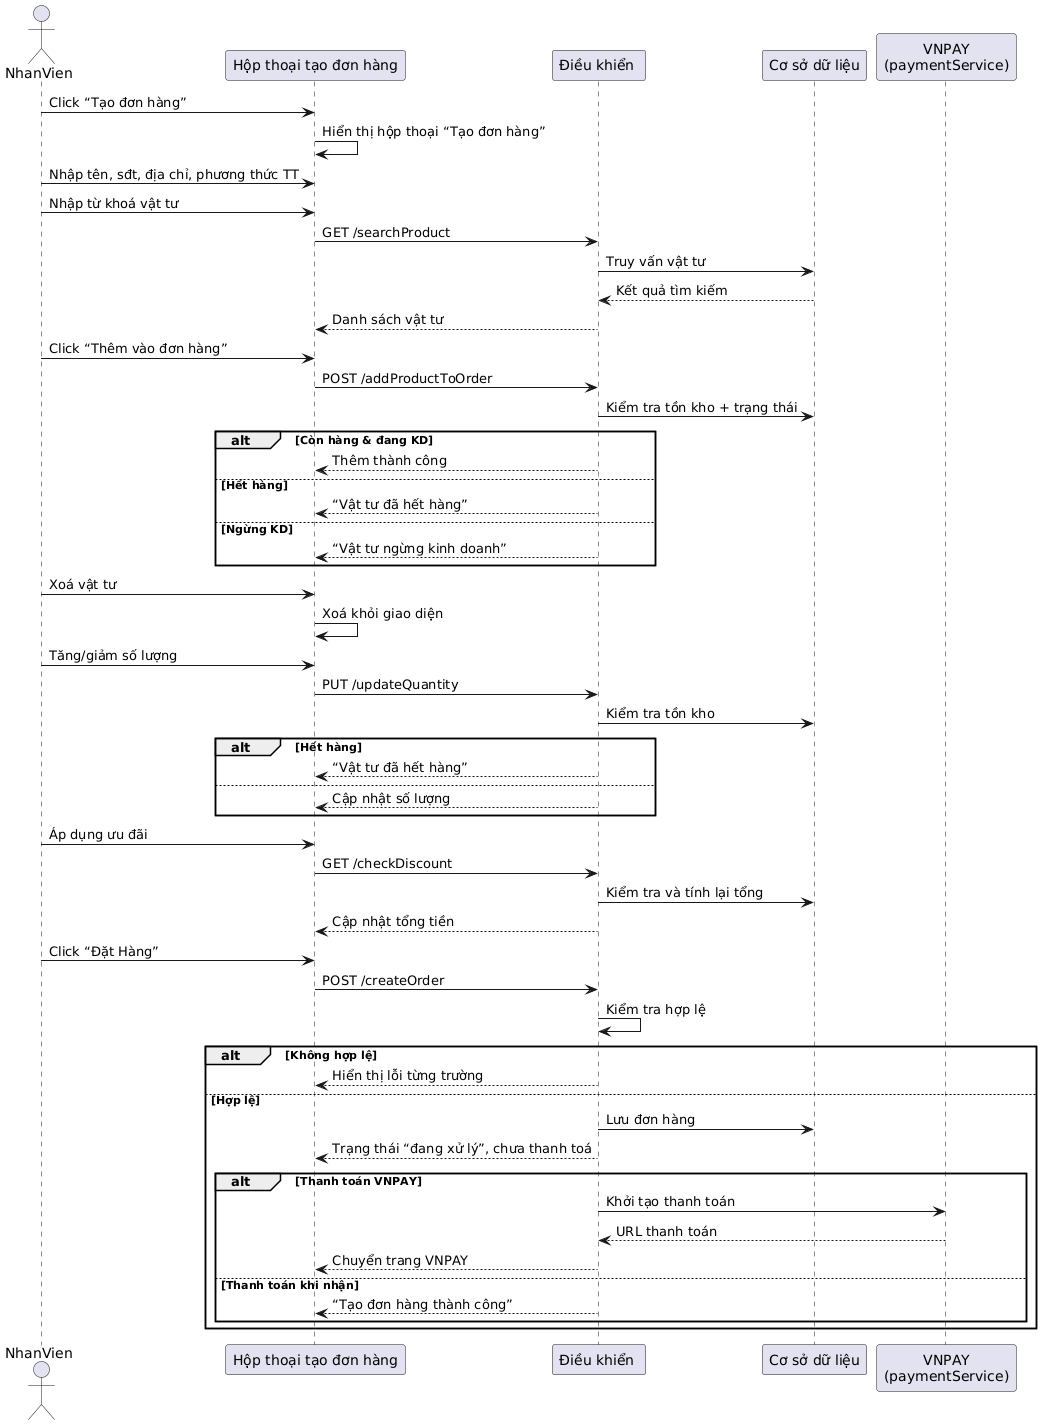 NhanVien
Hộp thoại tạo đơn hàng
Điều khiển
Cơ sở dữ liệu
VNPAY
(paymentService)
Click “Tạo đơn hàng”
Hiển thị hộp thoại “Tạo đơn hàng”
Nhập tên, sđt, địa chỉ, phương thức TT
Nhập từ khoá vật tư
GET /searchProduct
Truy vấn vật tư
Kết quả tìm kiếm
Danh sách vật tư
Click “Thêm vào đơn hàng”
POST /addProductToOrder
Kiểm tra tồn kho + trạng thái
alt [Còn hàng & đang KD]
Thêm thành công
[Hết hàng]
“Vật tư đã hết hàng”
[Ngừng KD]
“Vật tư ngừng kinh doanh”
Xoá vật tư
Xoá khỏi giao diện
Tăng/giảm số lượng
PUT /updateQuantity
Kiểm tra tồn kho
alt [Hết hàng]
“Vật tư đã hết hàng”
Cập nhật số lượng
Áp dụng ưu đãi
GET /checkDiscount
Kiểm tra và tính lại tổng
Cập nhật tổng tiền
Click “Đặt Hàng”
POST /createOrder
Kiểm tra hợp lệ
alt [Không hợp lệ]
Hiển thị lỗi từng trường
[Hợp lệ]
Lưu đơn hàng
Trạng thái “đang xử lý”, chưa thanh toá
alt [Thanh toán VNPAY]
Khởi tạo thanh toán
URL thanh toán
Chuyển trang VNPAY
[Thanh toán khi nhận]
“Tạo đơn hàng thành công”
NhanVien
Hộp thoại tạo đơn hàng
Điều khiển
Cơ sở dữ liệu
VNPAY
(paymentService)